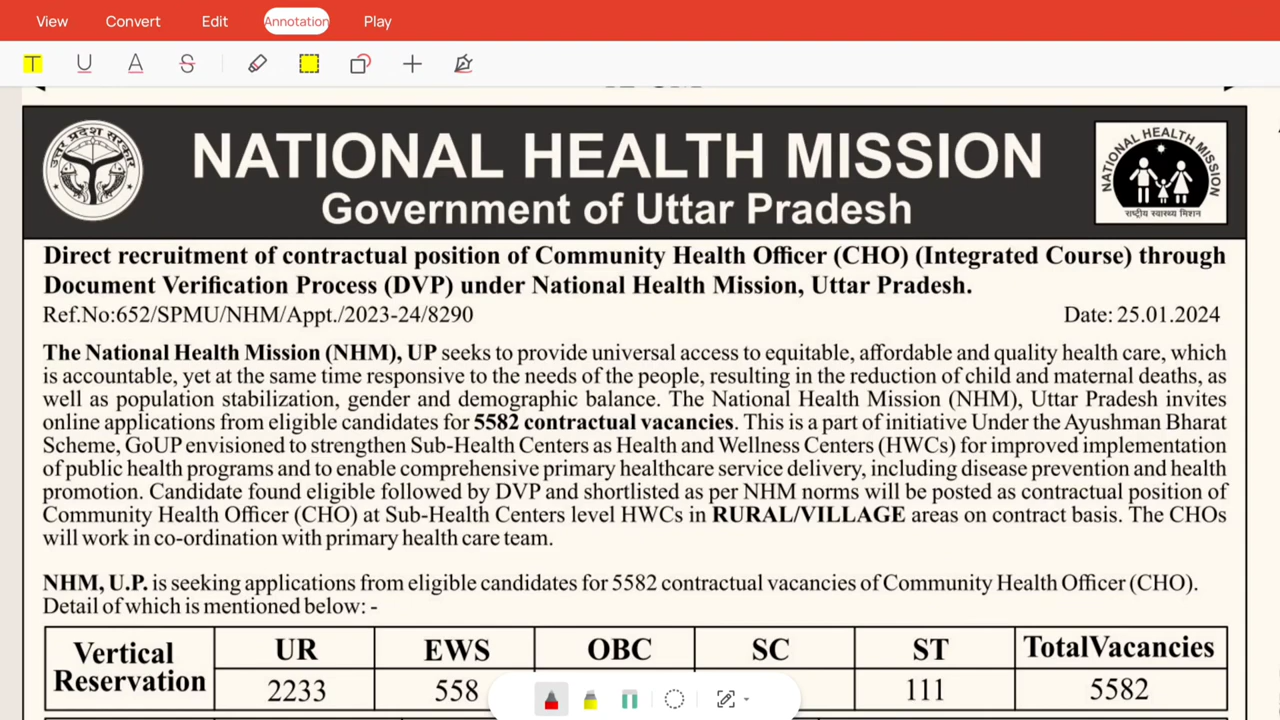 View Convert Edit Annotation Play
T U A S
NATIONAL HEALTH MISSION
Government of Uttar Pradesh
उत्तर प्रदेश सरकार
NATIONAL HEALTH MISSION
राष्ट्रीय स्वास्थ्य मिशन
Direct recruitment of contractual position of Community Health Officer (CHO) (Integrated Course) through
Document Verification Process (DVP) under National Health Mission, Uttar Pradesh.
Ref.No:652/SPMU/NHM/Appt./2023-24/8290 Date: 25.01.2024
The National Health Mission (NHM), UP seeks to provide universal access to equitable, affordable and quality health care, which
is accountable, yet at the same time responsive to the needs of the people, resulting in the reduction of child and maternal deaths, as
well as population stabilization, gender and demographic balance. The National Health Mission (NHM), Uttar Pradesh invites
online applications from eligible candidates for 5582 contractual vacancies. This is a part of initiative Under the Ayushman Bharat
Scheme, GoUP envisioned to strengthen Sub-Health Centers as Health and Wellness Centers (HWCs) for improved implementation
of public health programs and to enable comprehensive primary healthcare service delivery, including disease prevention and health
promotion. Candidate found eligible followed by DVP and shortlisted as per NHM norms will be posted as contractual position of
Community Health Officer (CHO) at Sub-Health Centers level HWCs in RURAL/VILLAGE areas on contract basis. The CHOs
will work in co-ordination with primary health care team.
NHM, U.P. is seeking applications from eligible candidates for 5582 contractual vacancies of Community Health Officer (CHO).
Detail of which is mentioned below: -
Vertical Reservation UR EWS OBC SC ST TotalVacancies
2233 558 111 5582